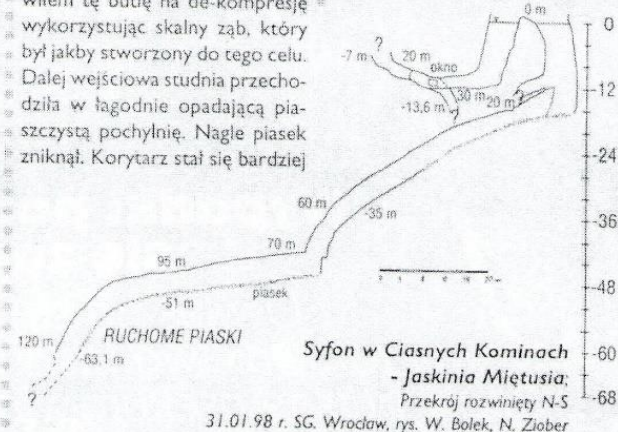 wiłem tę butlę na de-kompresję
wykorzystując skalny ząb, który
był jakby stworzony do tego celu.
Dalej wejściowa studnia przecho-
dziła w łagodnie opadającą pia-
szczystą pochylnię. Nagle piasek
zniknął. Korytarz stał się bardziej
0 m
0
-7 m
?
20 m
okno
30 m
20 m
?
-13,6 m
-12
-24
60 m
-35 m
-36
70 m
95 m
-51 m
piasek
-48
120 m
RUCHOME PIASKI
-63,1 m
?
-60
-68
Syfon w Ciasnych Kominach
- Jaskinia Miętusia;
Przekrój rozwinięty N-S
31.01.98 r. SG. Wrocław, rys. W. Bolek, N. Ziober